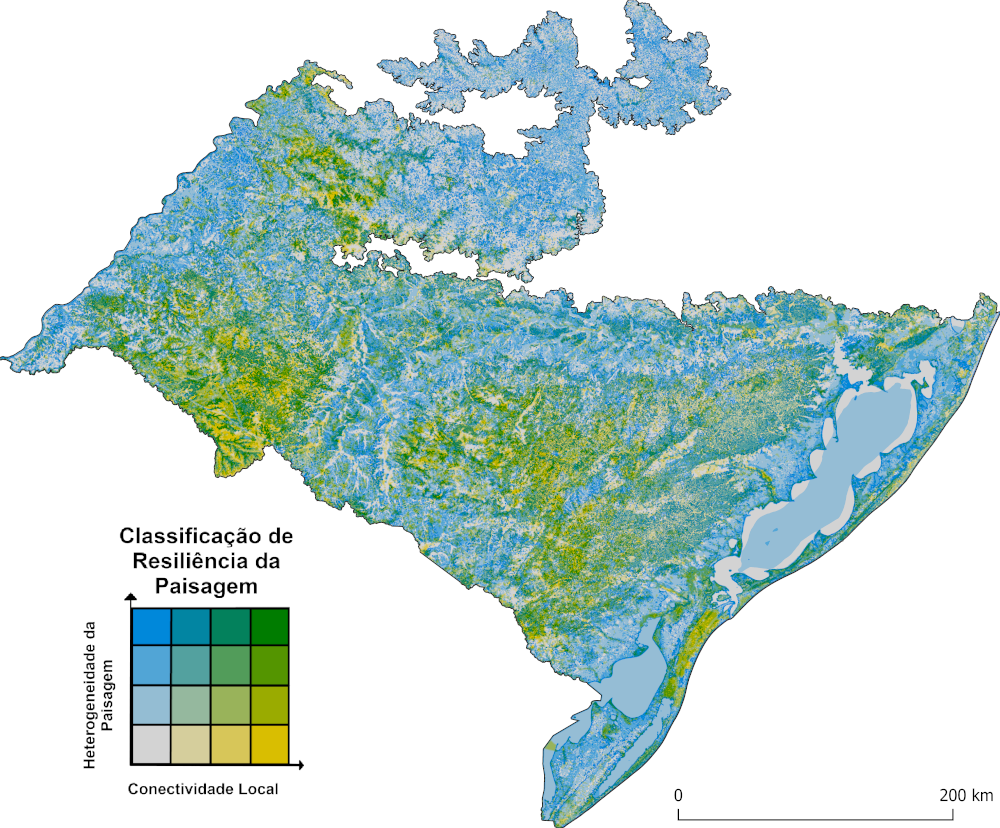 Classificação de
Resiliência da
Paisagem
Heterogeneidade da
Paisagem
Conectividade Local
0
200 km